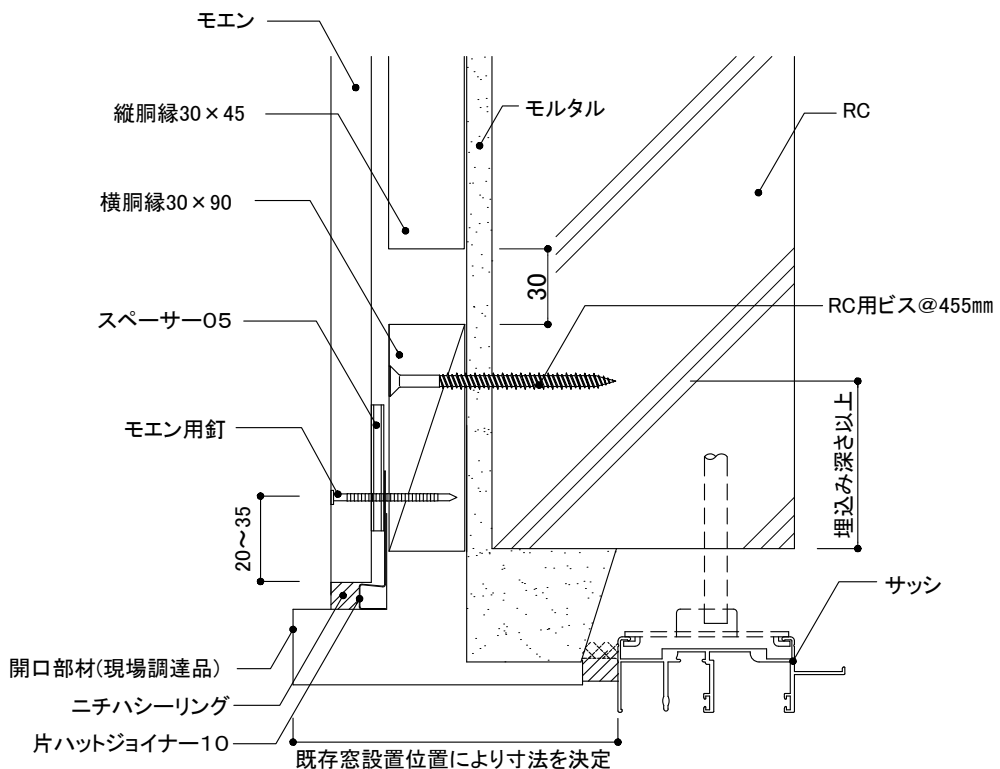 モエン
縦胴縁30×45
モルタル
RC
横胴縁30×90
30
スペーサー05
RC用ビス@455mm
モエン用釘
埋込み深さ以上
20～35
サッシ
開口部材(現場調達品)
ニチハシーリング
片ハットジョイナー10
既存窓設置位置により寸法を決定